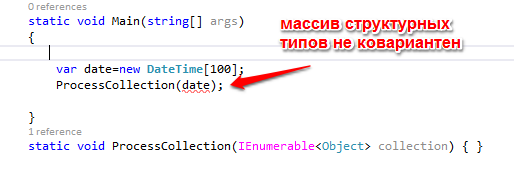 0 references
static void Main(string[] args)
{
var date=new DateTime[100];
ProcessCollection(date);
}
1 reference
static void ProcessCollection(IEnumerable<Object> collection) { }
массив структурных
типов не ковариантен